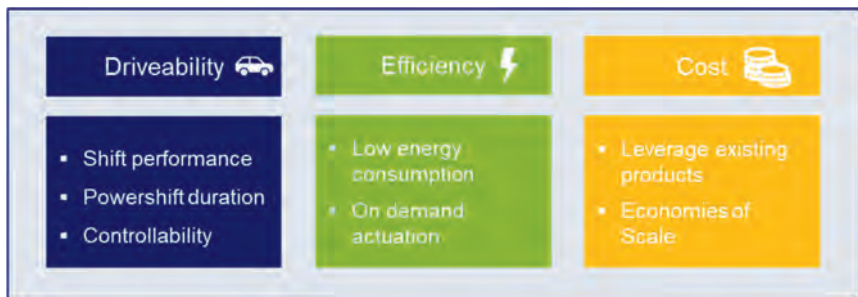 Driveability
▪ Shift performance
▪ Powershift duration
▪ Controllability
Efficiency
▪ Low energy
consumption
▪ On demand
actuation
Cost
▪ Leverage existing
products
▪ Economies of
Scale